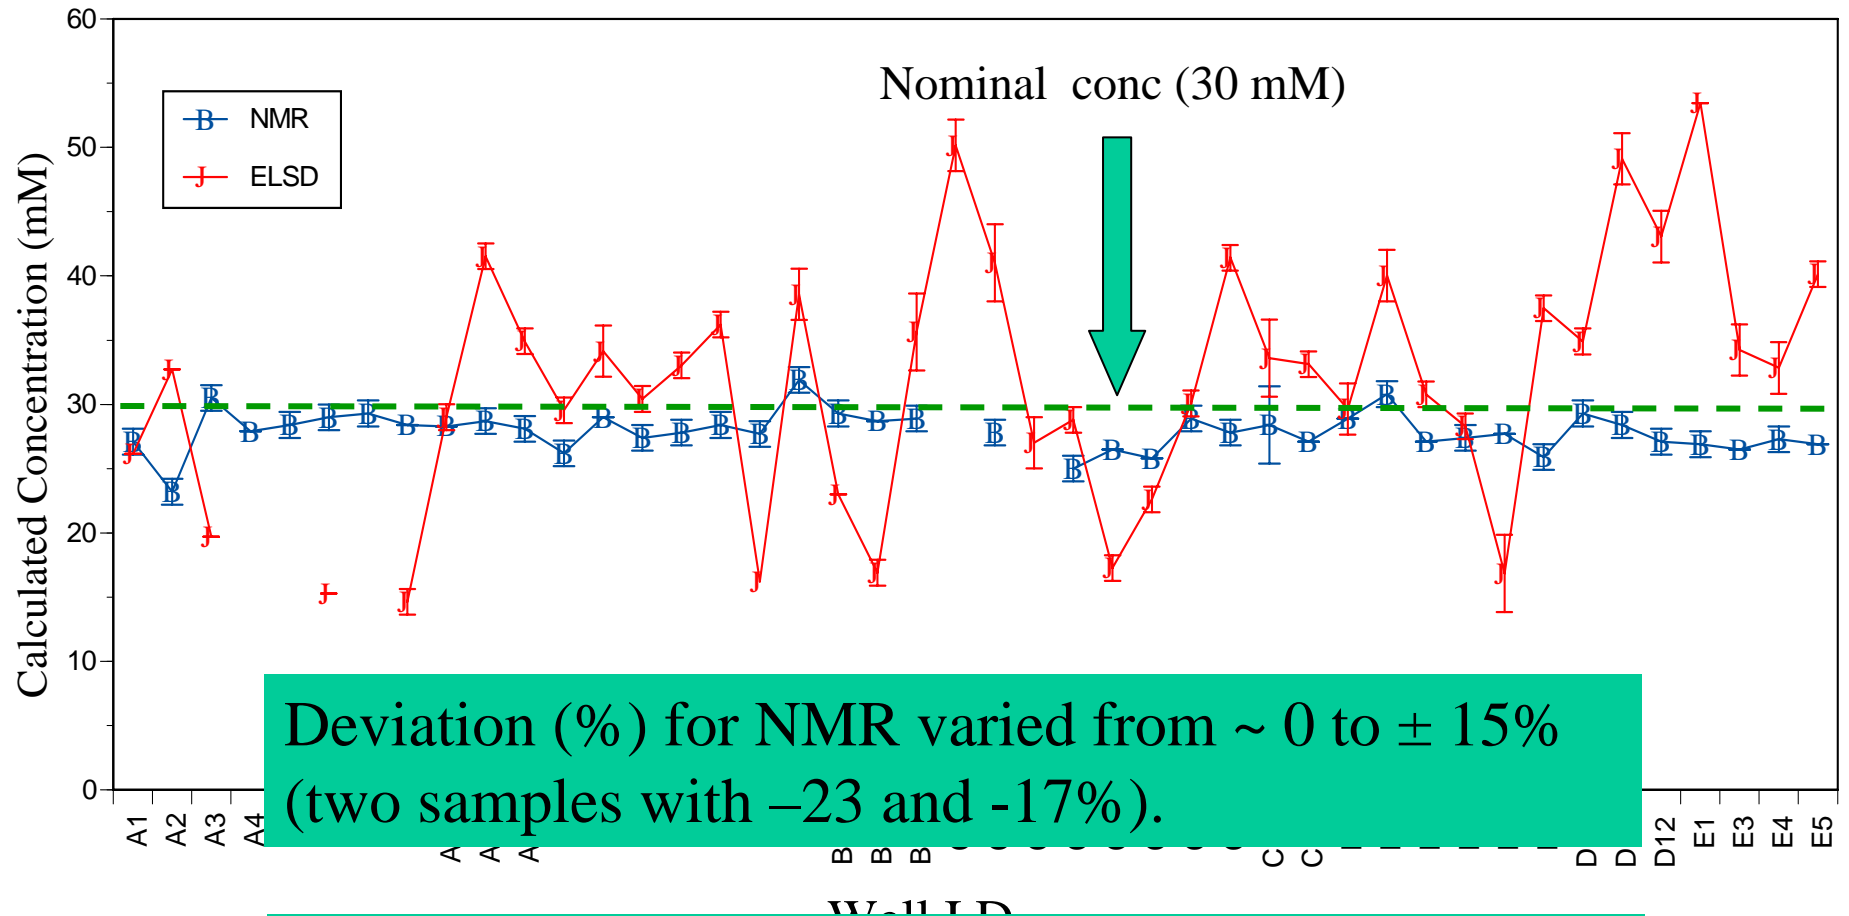 60
Nominal conc (30 mM)
NMR
ELSD
50
40
30
20
10
0
Calculated Concentration (mM)
Deviation (%) for NMR varied from ~ 0 to ± 15%
(two samples with –23 and -17%).
A1 A2 A3 A4 D12 E1 E3 E4 E5
Well I.D.